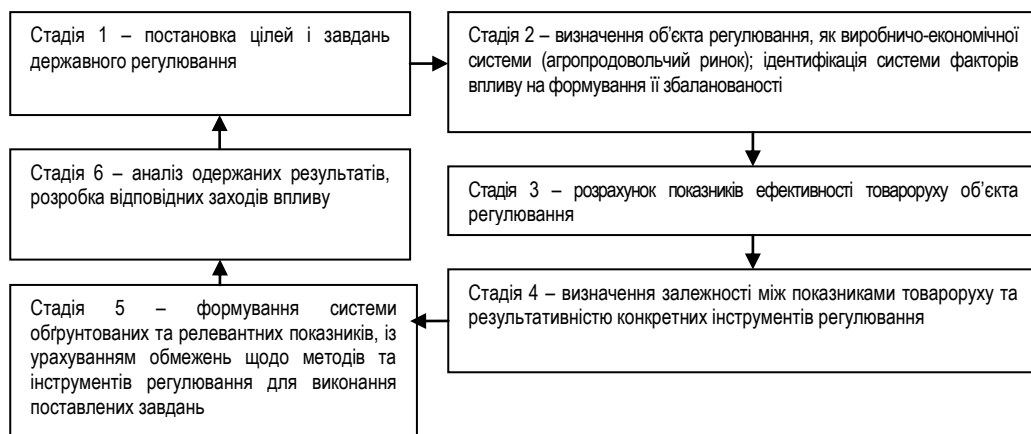 Стадія 1 – постановка цілей і завдань
державного регулювання
Стадія 2 – визначення об’єкта регулювання, як виробничо-економічної
системи (агропродовольчий ринок); ідентифікація системи факторів
впливу на формування її збалансованості
Стадія 3 – розрахунок показників ефективності товароруху об’єкта
регулювання
Стадія 4 – визначення залежності між показниками товароруху та
результативністю конкретних інструментів регулювання
Стадія 5 – формування системи
обґрунтованих та релевантних показників, із
урахуванням обмежень щодо методів та
інструментів регулювання для виконання
поставлених завдань
Стадія 6 – аналіз одержаних результатів,
розробка відповідних заходів впливу